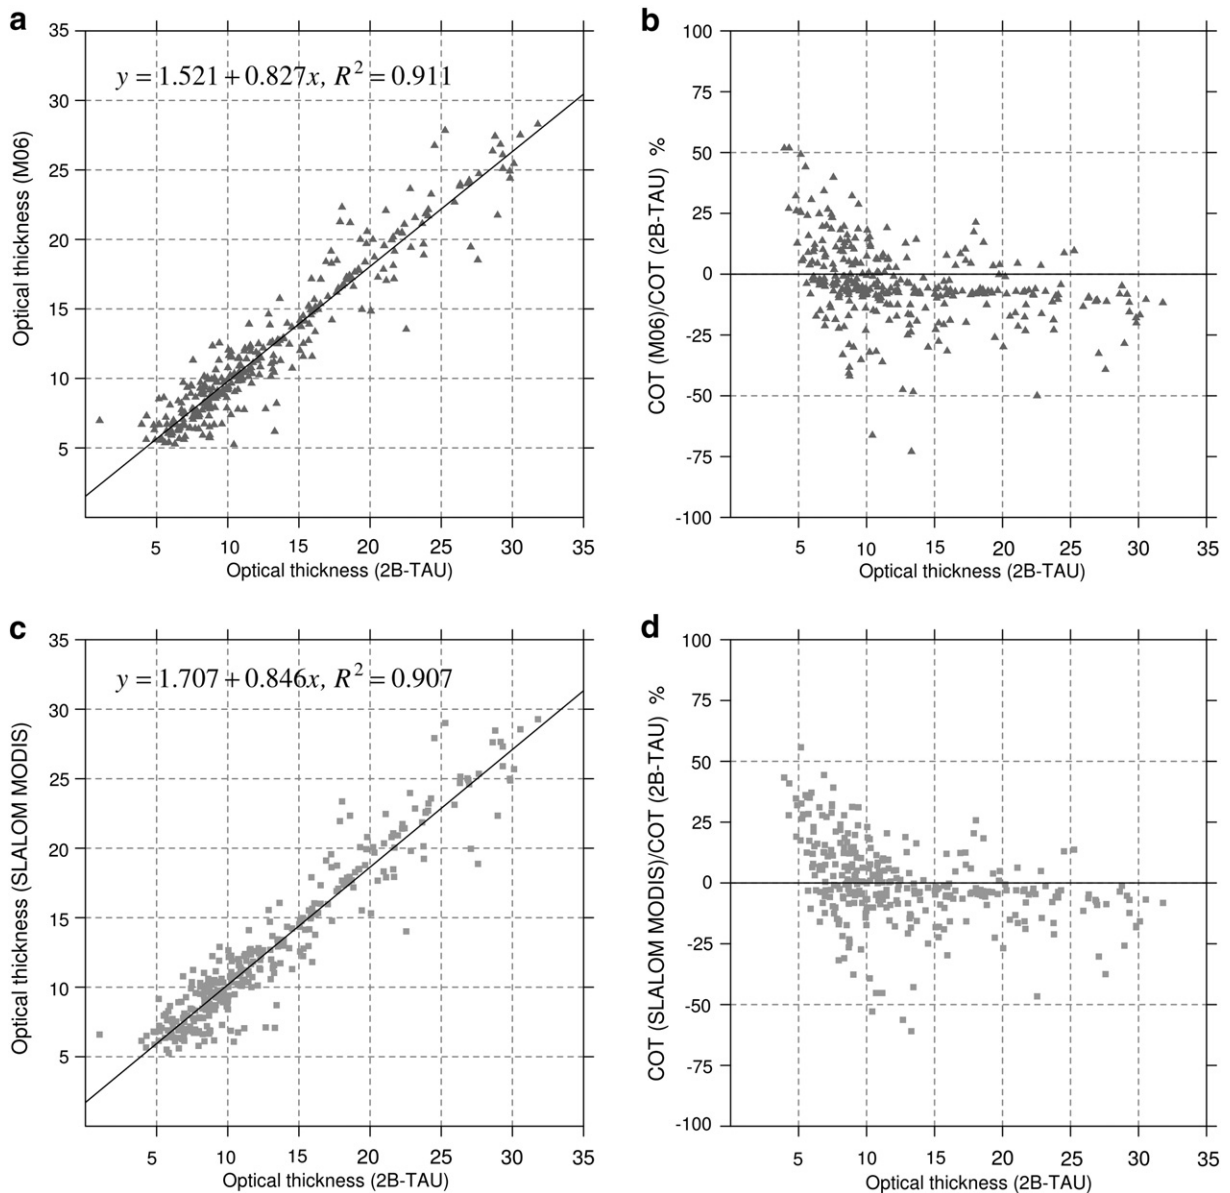 a
35
30
25
20
15
10
5
y = 1.521 + 0.827x, R² = 0.911
Optical thickness (M06)
5 10 15 20 25 30 35
Optical thickness (2B-TAU)
b
100
75
50
25
0
-25
-50
-75
-100
COT (M06)/COT (2B-TAU) %
5 10 15 20 25 30 35
Optical thickness (2B-TAU)
c
35
30
25
20
15
10
5
y = 1.707 + 0.846x, R² = 0.907
Optical thickness (SLALOM MODIS)
5 10 15 20 25 30 35
Optical thickness (2B-TAU)
d
100
75
50
25
0
-25
-50
-75
-100
COT (SLALOM MODIS)/COT (2B-TAU) %
5 10 15 20 25 30 35
Optical thickness (2B-TAU)